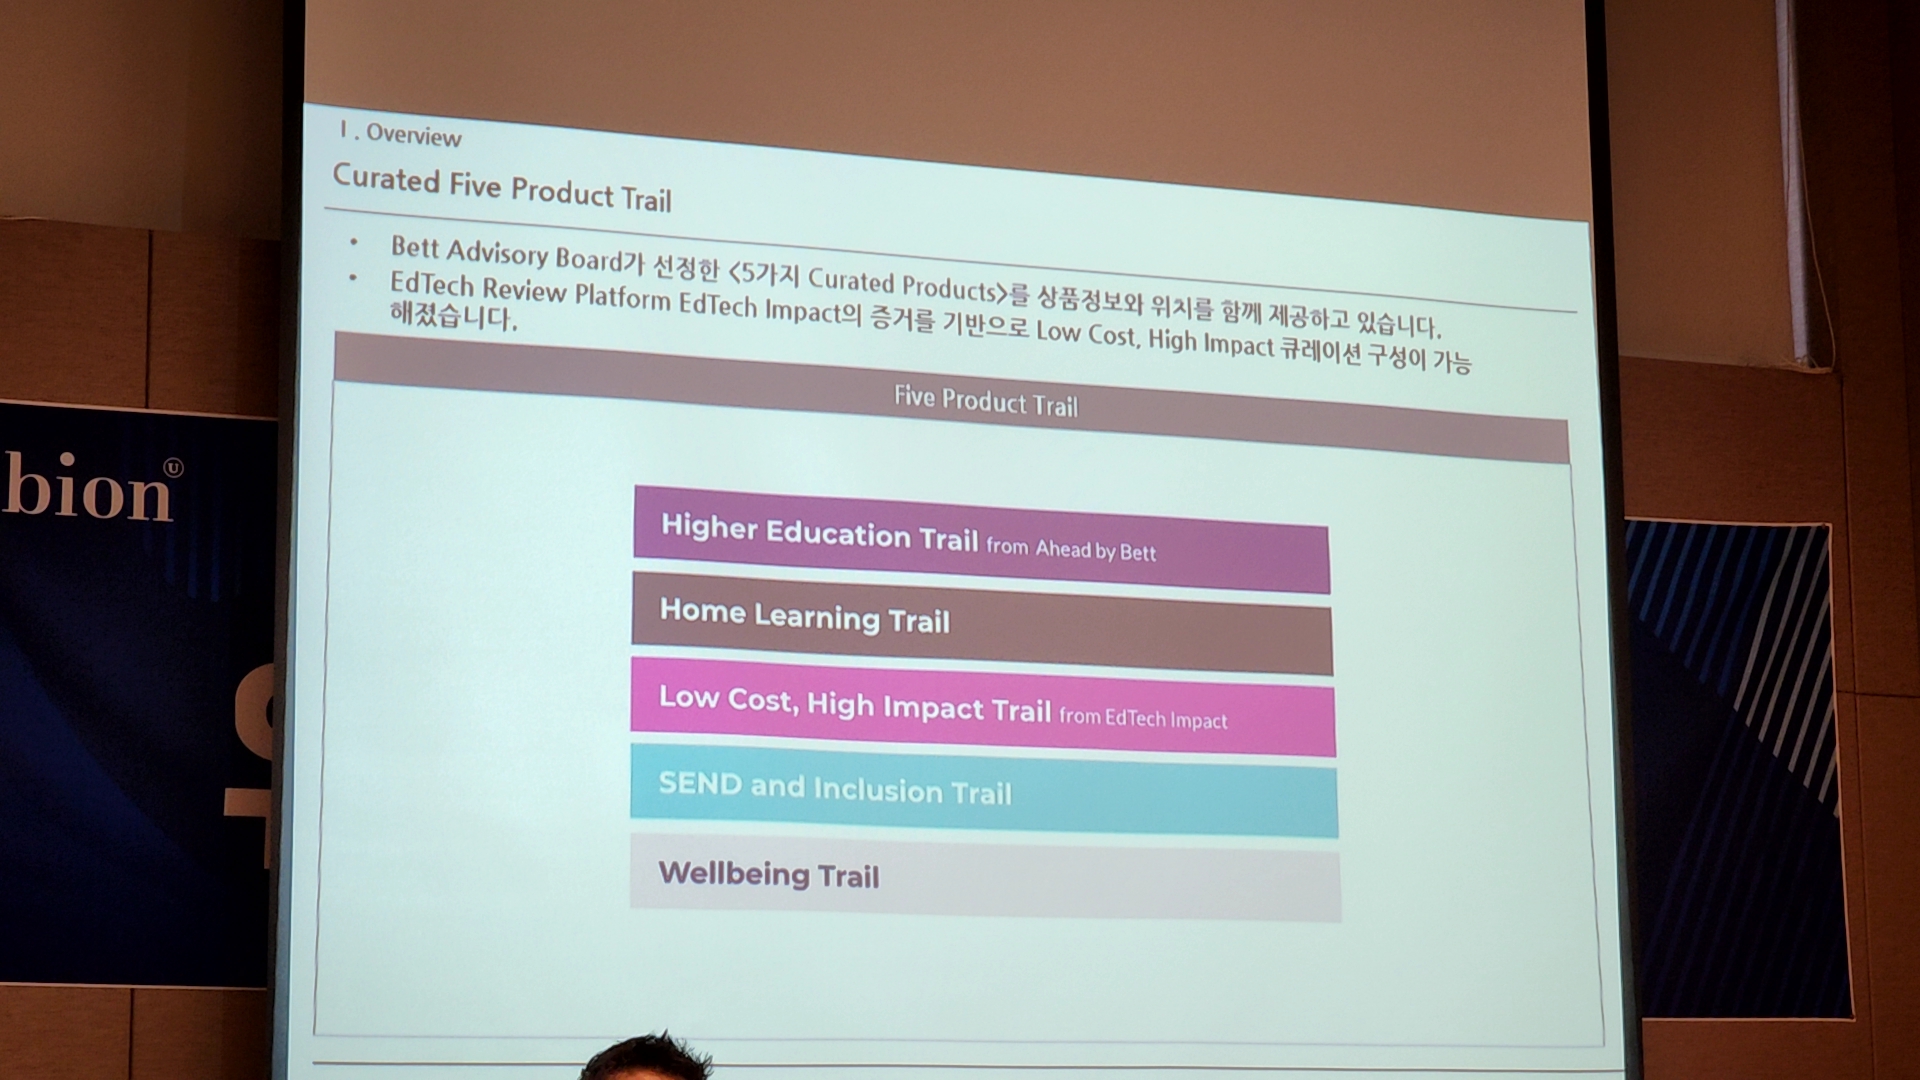 Ⅰ. Overview
Curated Five Product Trail
• Bett Advisory Board가 선정한 <5가지 Curated Products>를 상품정보와 위치를 함께 제공하고 있습니다.
• EdTech Review Platform EdTech Impact의 증거를 기반으로 Low Cost, High Impact 큐레이션 구성이 가능
해졌습니다.
Five Product Trail
Higher Education Trail from Ahead by Bett
Home Learning Trail
Low Cost, High Impact Trail from EdTech Impact
SEND and Inclusion Trail
Wellbeing Trail
bion